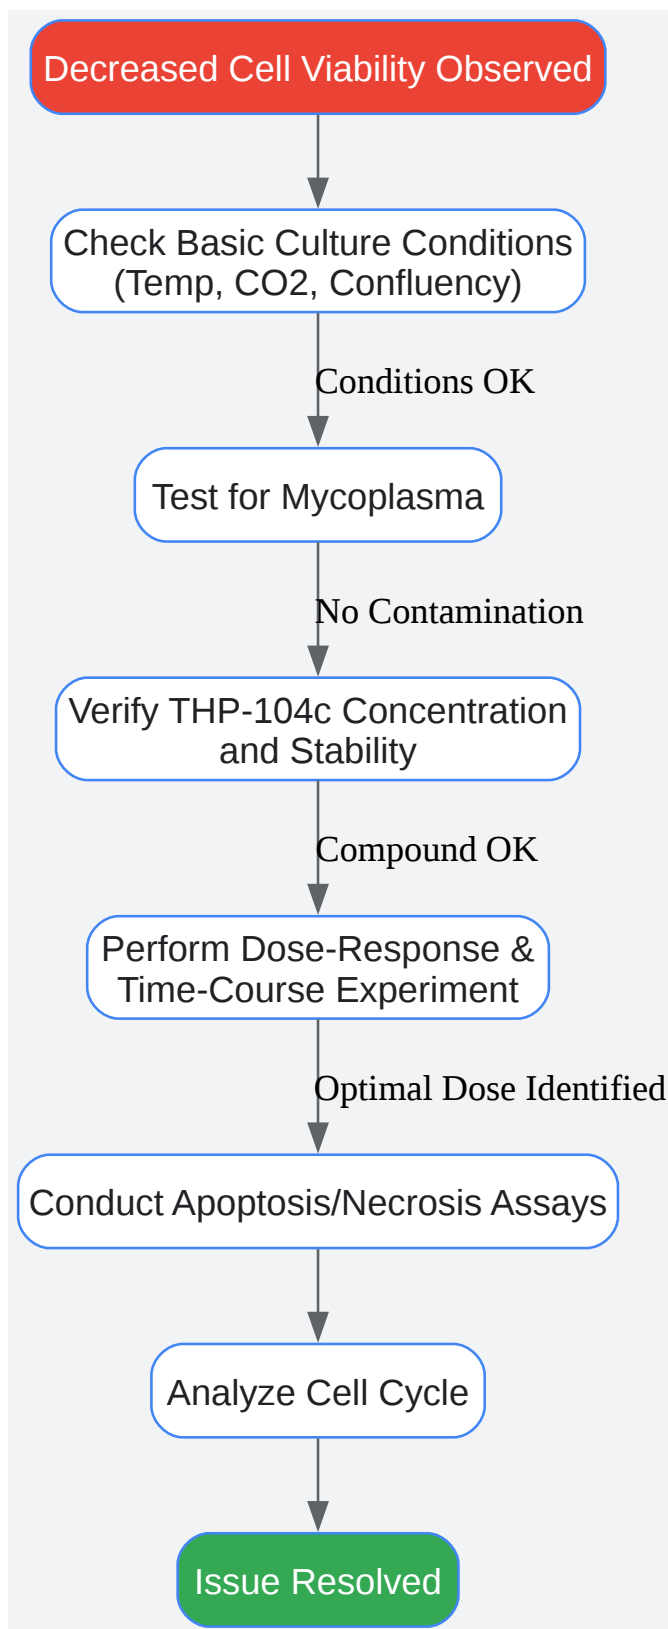 Decreased Cell Viability Observed
Check Basic Culture Conditions
(Temp, CO2, Confluency)
Conditions OK
Test for Mycoplasma
No Contamination
Verify THP-104c Concentration
and Stability
Compound OK
Perform Dose-Response &
Time-Course Experiment
Optimal Dose Identified
Conduct Apoptosis/Necrosis Assays
Analyze Cell Cycle
Issue Resolved